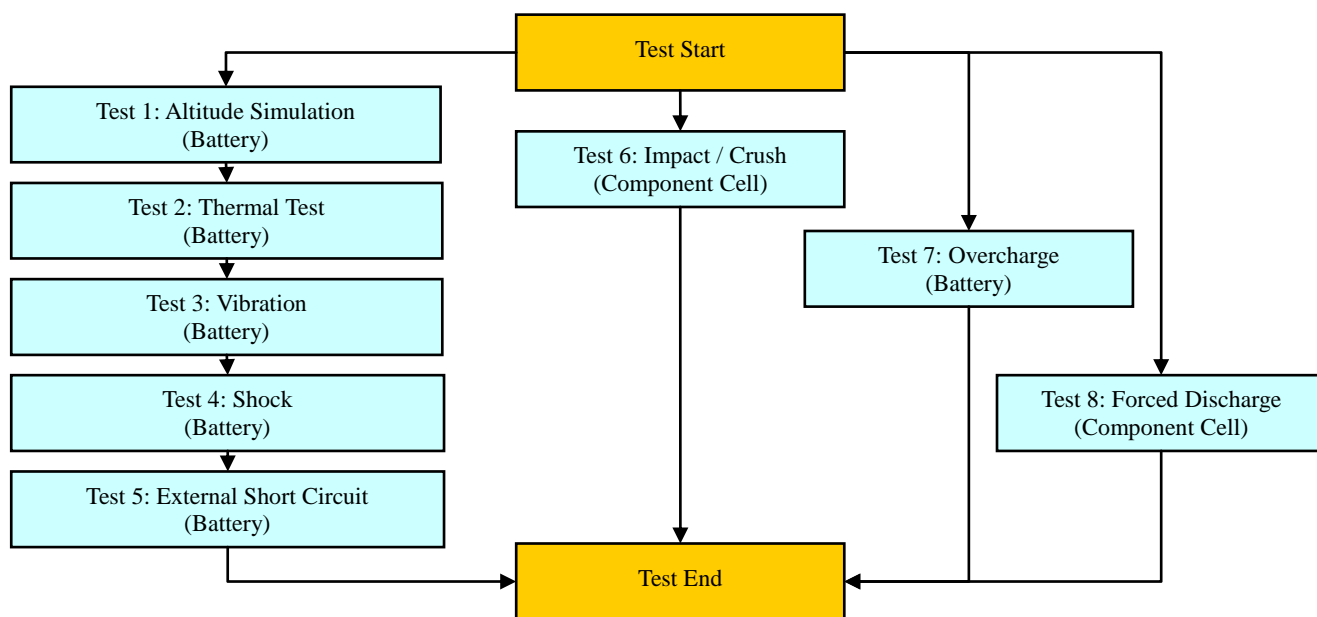 Test Start
Test 1: Altitude Simulation
(Battery)
Test 2: Thermal Test
(Battery)
Test 3: Vibration
(Battery)
Test 4: Shock
(Battery)
Test 5: External Short Circuit
(Battery)
Test 6: Impact / Crush
(Component Cell)
Test 7: Overcharge
(Battery)
Test 8: Forced Discharge
(Component Cell)
Test End